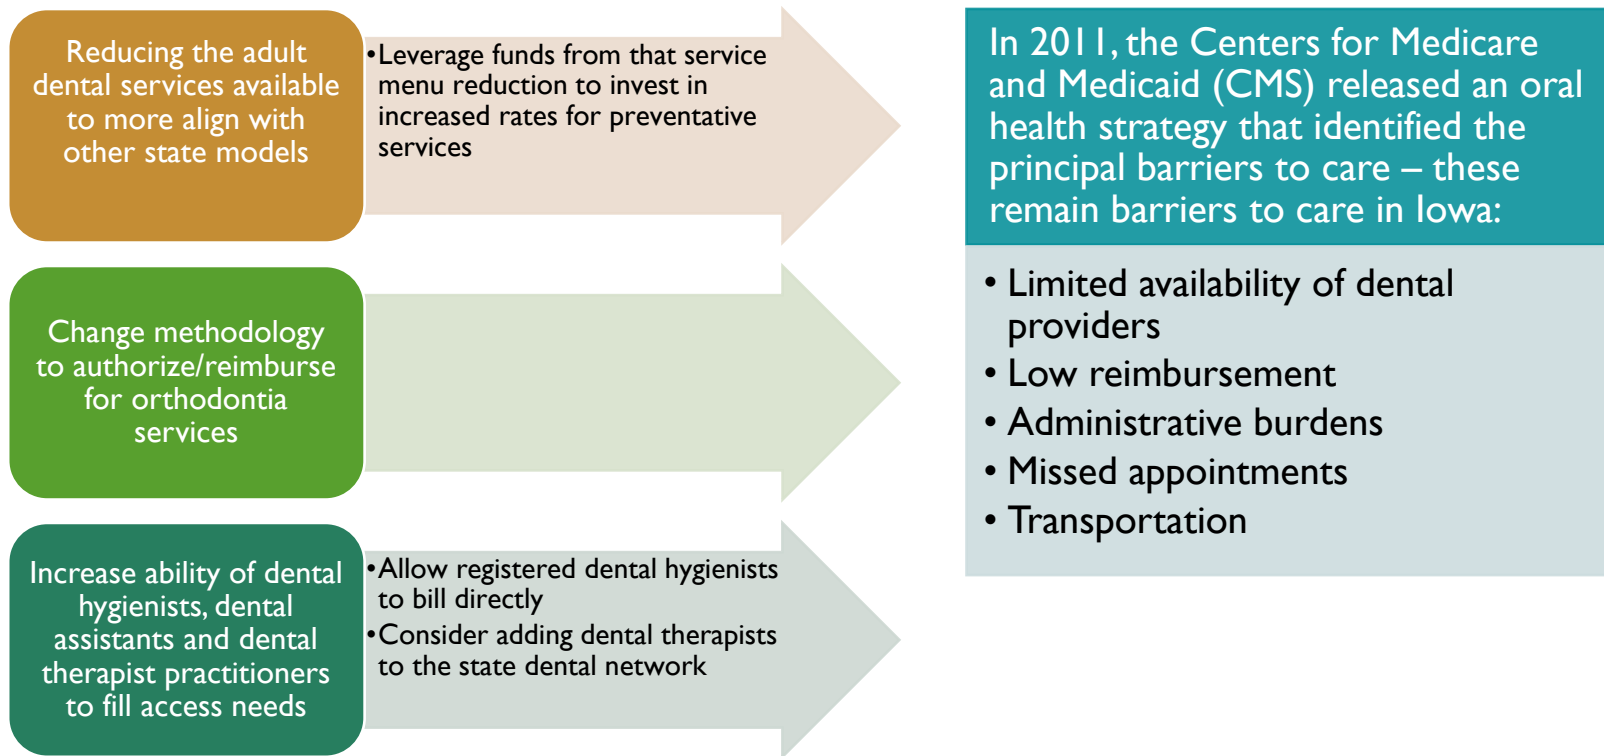 Reducing the adult
dental services available
to more align with
other state models
•Leverage funds from that service
menu reduction to invest in
increased rates for preventative
services
Change methodology
to authorize/reimburse
for orthodontia
services
Increase ability of dental
hygienists, dental
assistants and dental
therapist practitioners
to fill access needs
•Allow registered dental hygienists
to bill directly
•Consider adding dental therapists
to the state dental network
In 2011, the Centers for Medicare
and Medicaid (CMS) released an oral
health strategy that identified the
principal barriers to care – these
remain barriers to care in Iowa:
• Limited availability of dental
providers
• Low reimbursement
• Administrative burdens
• Missed appointments
• Transportation